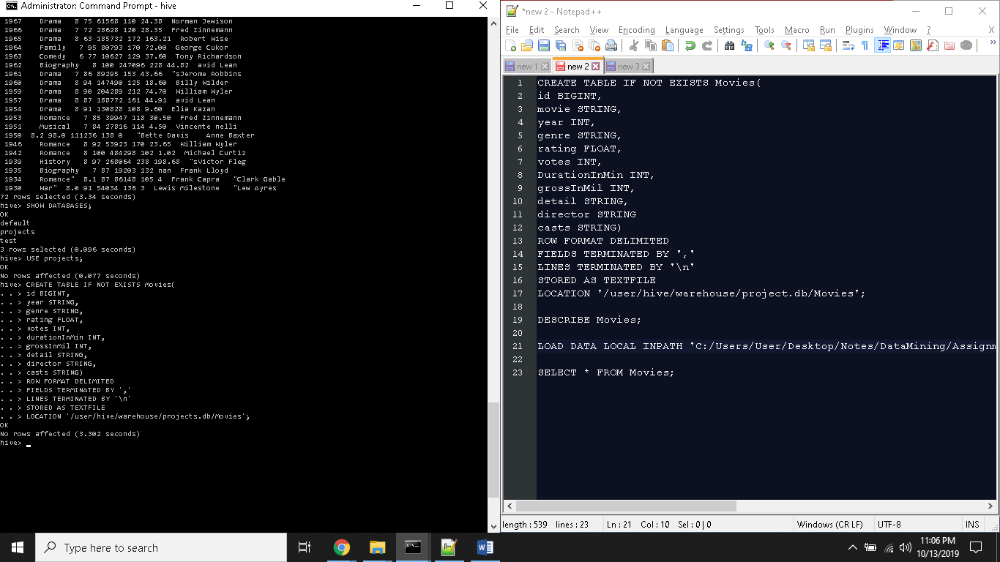 Administrator: Command Prompt - hive
1967 Drama 8 75 61568 110 24.38 Norman Jewison
1966 Drama 7 72 28628 120 28.35 Fred Zinnemann
1965 Drama 8 63 185732 172 163.21 Robert Wise
1964 Family 7 95 80793 170 72.00 George Cukor
1963 Comedy 6 77 10627 129 37.60 Tony Richardson
1962 Biography 8 100 247096 228 44.82 avid Lean
1961 Drama 7 86 89295 153 43.66 "sJerome Robbins
1960 Drama 8 94 147490 125 18.60 Billy Wilder
1959 Drama 8 90 204289 212 74.70 William Wyler
1957 Drama 8 87 188772 161 44.91 avid Lean
1954 Drama 8 91 130828 108 9.60 Elia Kazan
1953 Romance 7 85 39947 118 30.50 Fred Zinnemann
1951 Musical 7 84 27816 114 4.50 Vincente nelli
1950 8.2 98.0 111236 138 0 "Bette Davis Anne Baxter
1946 Romance 8 92 53923 170 23.65 William Wyler
1942 Romance 8 100 484298 102 1.02 Michael Curtiz
1939 History 8 97 268064 238 198.68 "sVictor Fleg
1935 Biography 7 87 19203 132 nan Frank Lloyd
1934 Romance" 8.1 87 86148 105 4 Frank Capra "Clark Gable
1930 War" 8.0 91 54034 136 3 Lewis Milestone "Lew Ayres
72 rows selected (3.34 seconds)
hive> SHOW DATABASES;
OK
default
projects
test
3 rows selected (0.096 seconds)
hive> USE projects;
OK
No rows affected (0.077 seconds)
hive> CREATE TABLE IF NOT EXISTS Movies(
. . > id BIGINT,
. . > year STRING,
. . > genre STRING,
. . > rating FLOAT,
. . > votes INT,
. . > durationInMin INT,
. . > grossInMil INT,
. . > detail STRING,
. . > director STRING,
. . > casts STRING)
. . > ROW FORMAT DELIMITED
. . > FIELDS TERMINATED BY ','
. . > LINES TERMINATED BY '\n'
. . > STORED AS TEXTFILE
. . > LOCATION '/user/hive/warehouse/projects.db/Movies';
OK
No rows affected (3.302 seconds)
hive>
*new 2 - Notepad++
File Edit Search View Encoding Language Settings Tools Macro Run Plugins Window ? X
new 1 new 2 new 3
1 CREATE TABLE IF NOT EXISTS Movies(
2 id BIGINT,
3 movie STRING,
4 year INT,
5 genre STRING,
6 rating FLOAT,
7 votes INT,
8 DurationInMin INT,
9 grossInMil INT,
10 detail STRING,
11 director STRING
12 casts STRING)
13 ROW FORMAT DELIMITED
14 FIELDS TERMINATED BY ','
15 LINES TERMINATED BY '\n'
16 STORED AS TEXTFILE
17 LOCATION '/user/hive/warehouse/project.db/Movies';
18
19 DESCRIBE Movies;
20
21 LOAD DATA LOCAL INPATH 'C:/Users/User/Desktop/Notes/DataMining/Assignm
22
23 SELECT * FROM Movies;
length : 539 lines : 23 Ln : 21 Col : 10 Sel : 0 | 0 Windows (CR LF) UTF-8 INS
Type here to search
11:06 PM
10/13/2019